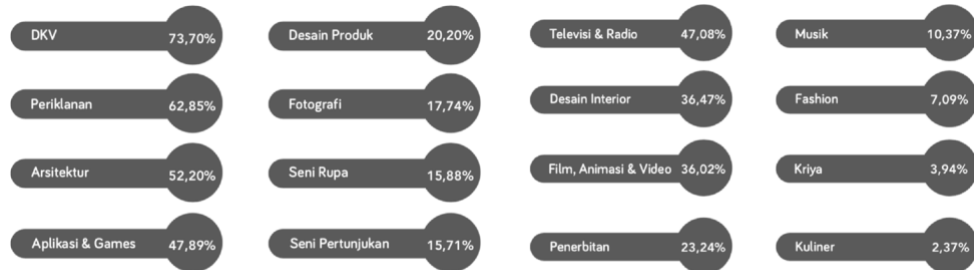 DKV 73,70%
Periklanan 62,85%
Arsitektur 52,20%
Aplikasi & Games 47,89%
Desain Produk 20,20%
Fotografi 17,74%
Seni Rupa 15,88%
Seni Pertunjukan 15,71%
Televisi & Radio 47,08%
Desain Interior 36,47%
Film, Animasi & Video 36,02%
Penerbitan 23,24%
Musik 10,37%
Fashion 7,09%
Kriya 3,94%
Kuliner 2,37%